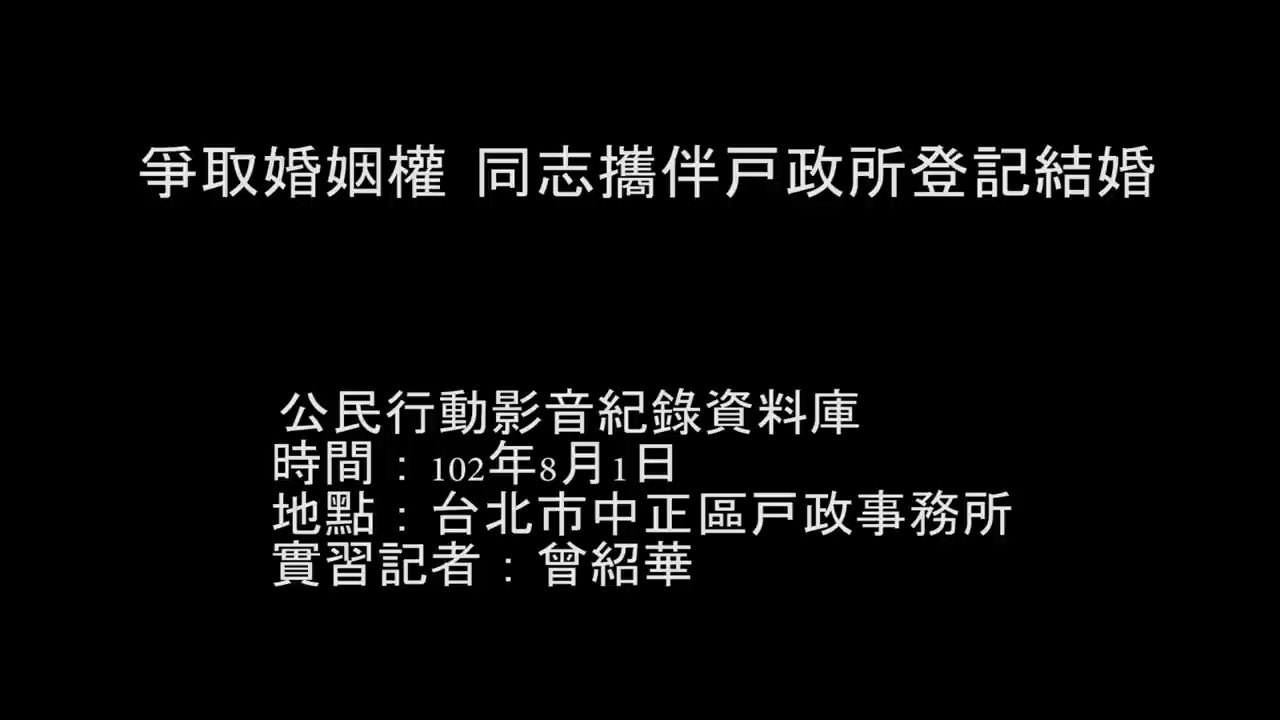 爭取婚姻權 同志攜伴戶政所登記結婚
公民行動影音紀錄資料庫
時間：102年8月1日
地點：台北市中正區戶政事務所
實習記者：曾紹華